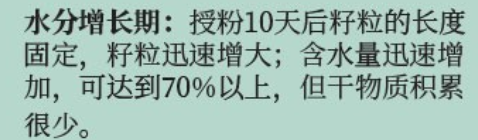 水分增长期：授粉10天后籽粒的长度
固定，籽粒迅速增大；含水量迅速增
加，可达到70%以上，但干物质积累
很少。